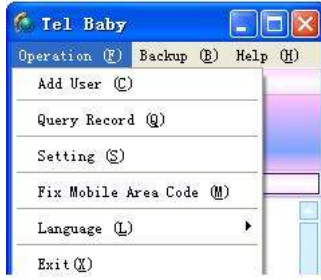 Tel Baby
Operation (F) Backup (B) Help (H)
Add User (C)
Query Record (Q)
Setting (S)
Fix Mobile Area Code (M)
Language (L)
Exit(X)